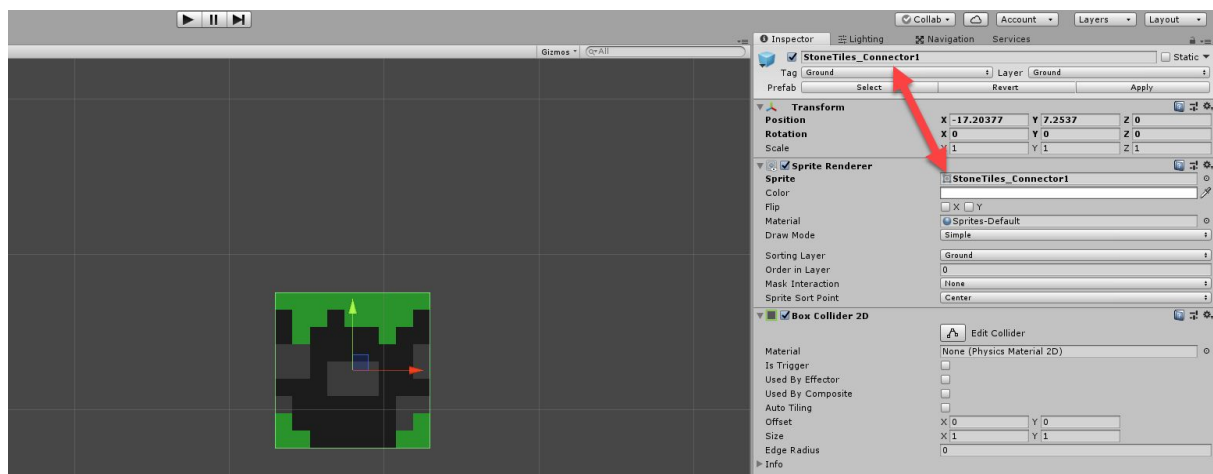 Collab Account Layers Layout
Inspector Lighting Navigation Services
Gizmos All
StoneTiles_Connector1 Static
Tag Ground Layer Ground
Prefab Select Revert Apply
Transform
Position X -17.20377 Y 7.2537 Z 0
Rotation X 0 Y 0 Z 0
Scale X 1 Y 1 Z 1
Sprite Renderer
Sprite StoneTiles_Connector1
Color
Flip X Y
Material Sprites-Default
Draw Mode Simple
Sorting Layer Ground
Order in Layer 0
Mask Interaction None
Sprite Sort Point Center
Box Collider 2D
Edit Collider
Material None (Physics Material 2D)
Is Trigger
Used By Effector
Used By Composite
Auto Tiling
Offset X 0 Y 0
Size X 1 Y 1
Edge Radius 0
Info